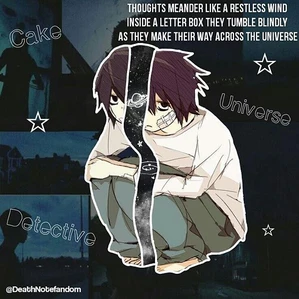 THOUGHTS MEANDER LIKE A RESTLESS WIND
INSIDE A LETTER BOX THEY TUMBLE BLINDLY
AS THEY MAKE THEIR WAY ACROSS THE UNIVERSE
Cake
Universe
Detective
@DeathNotefandom